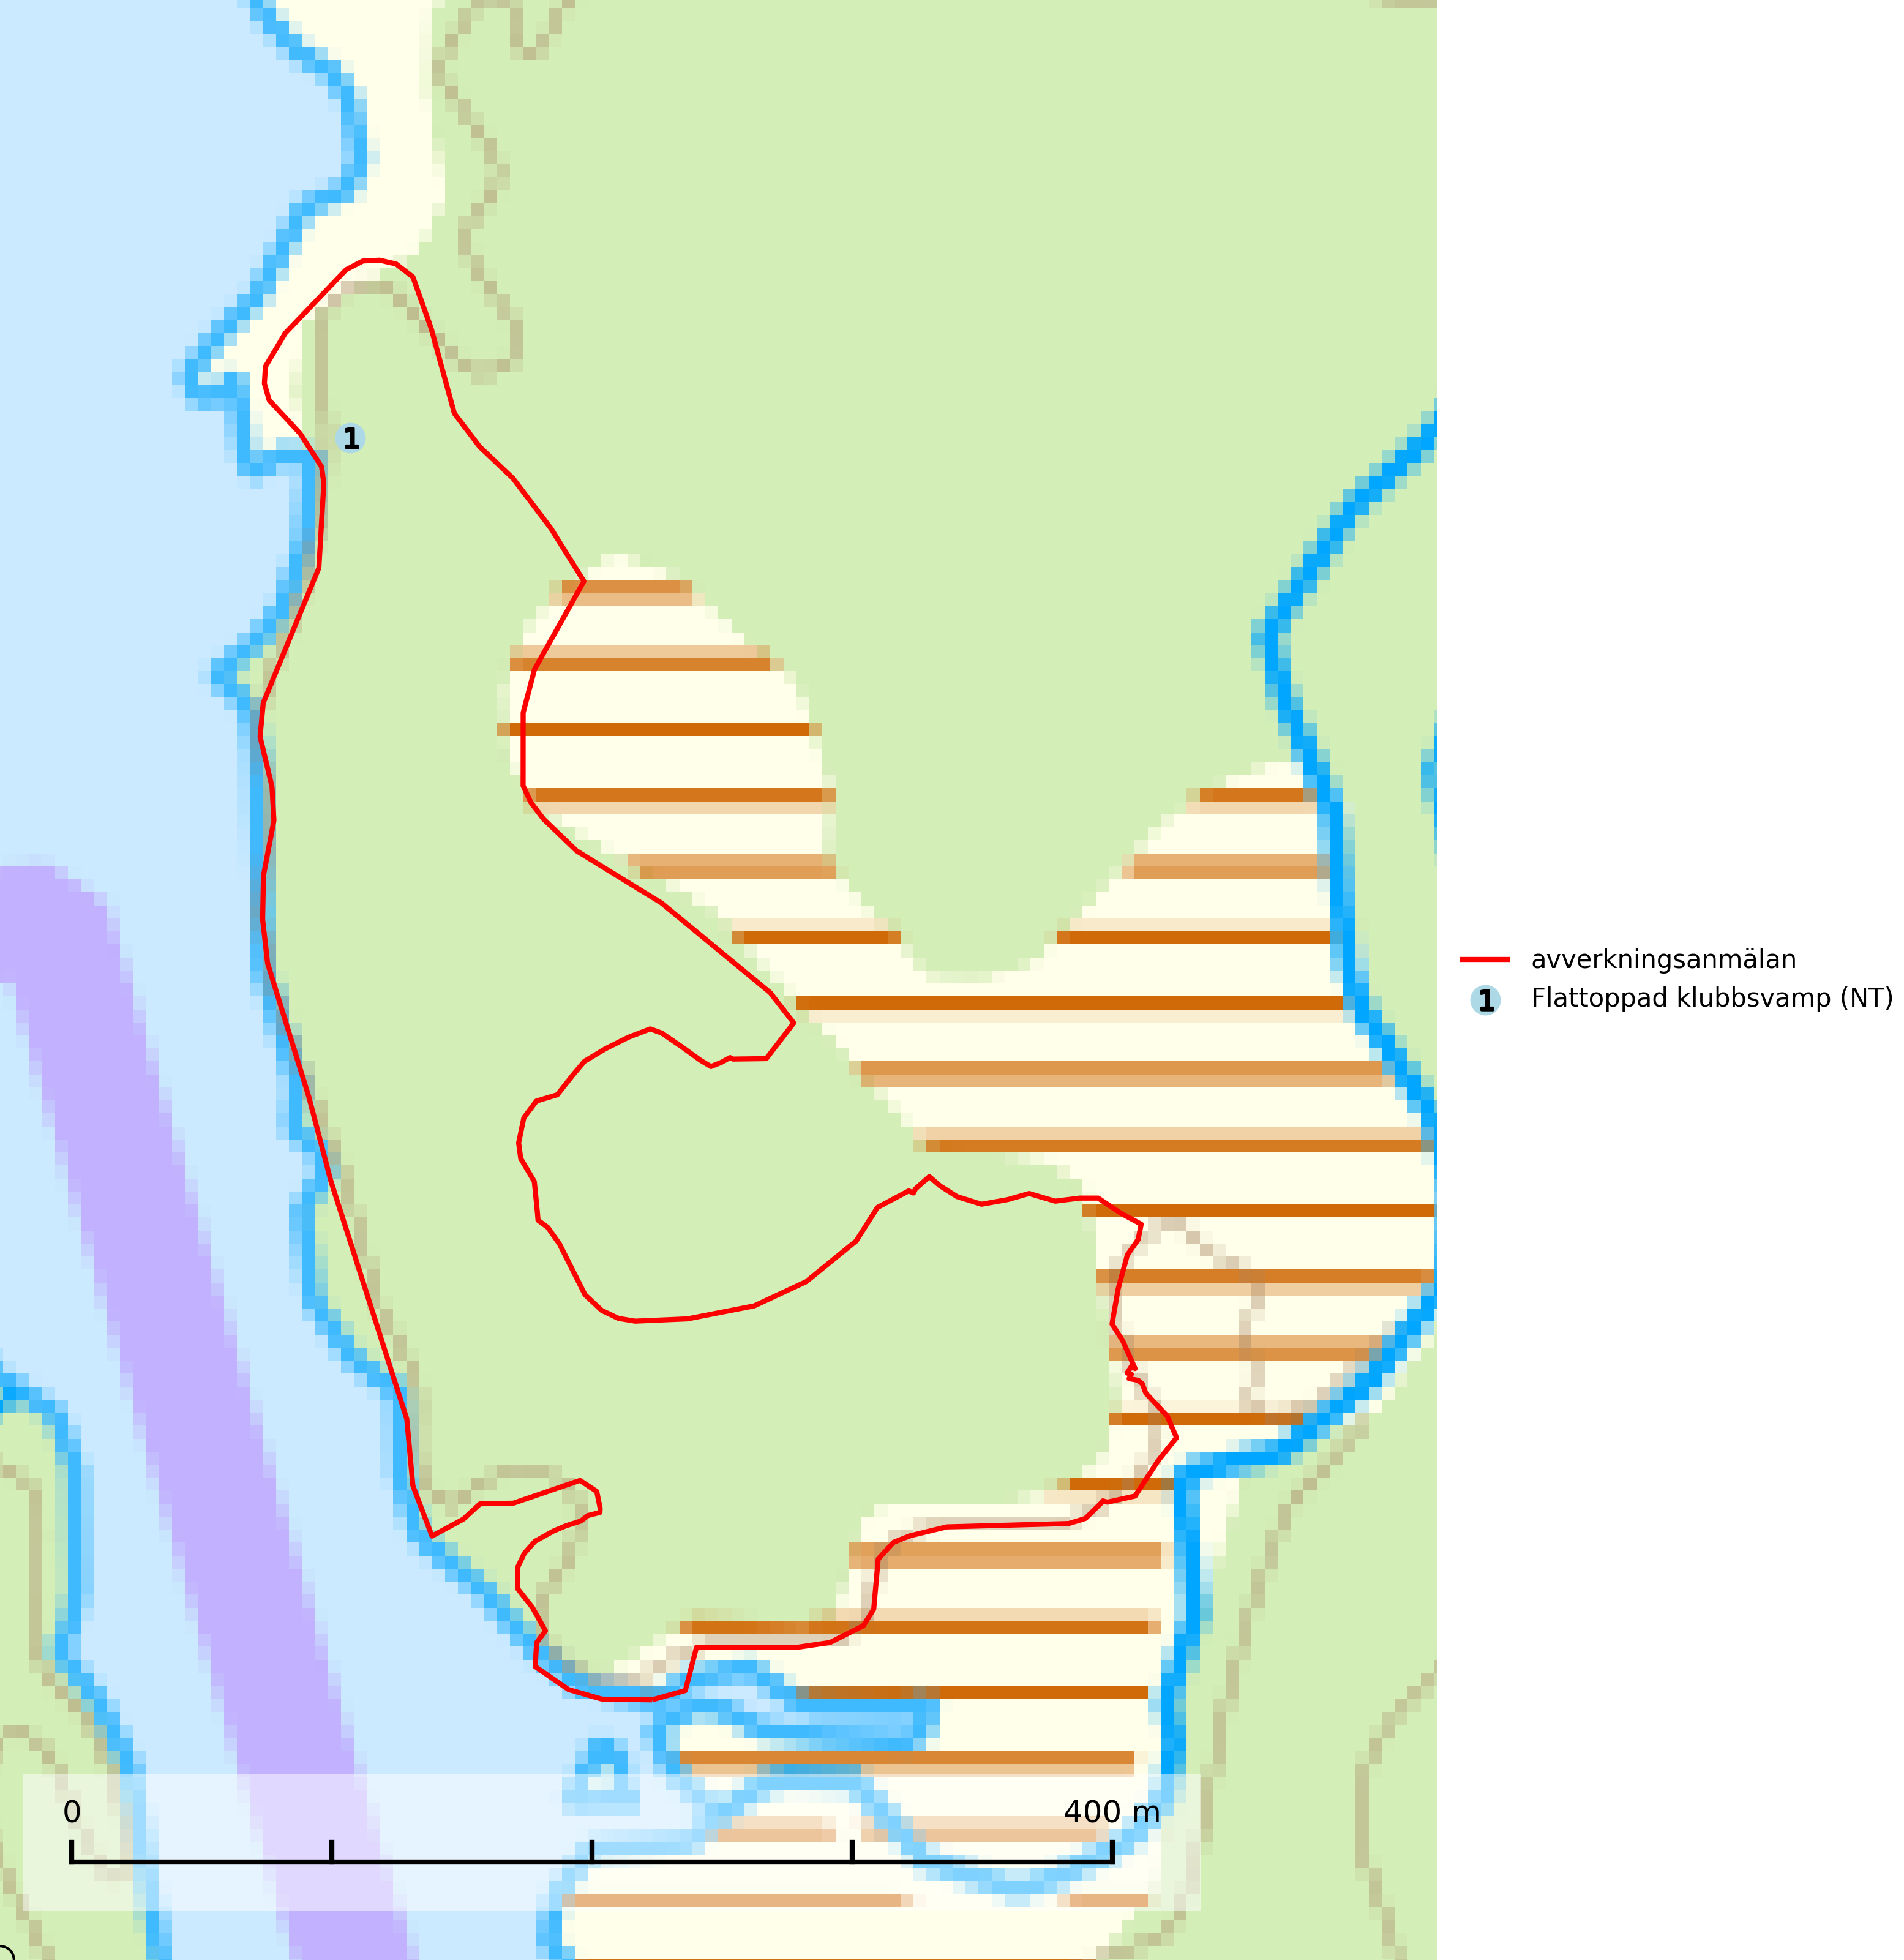 1
avverkningsanmälan
1 Flattoppad klubbsvamp (NT)
0 400 m